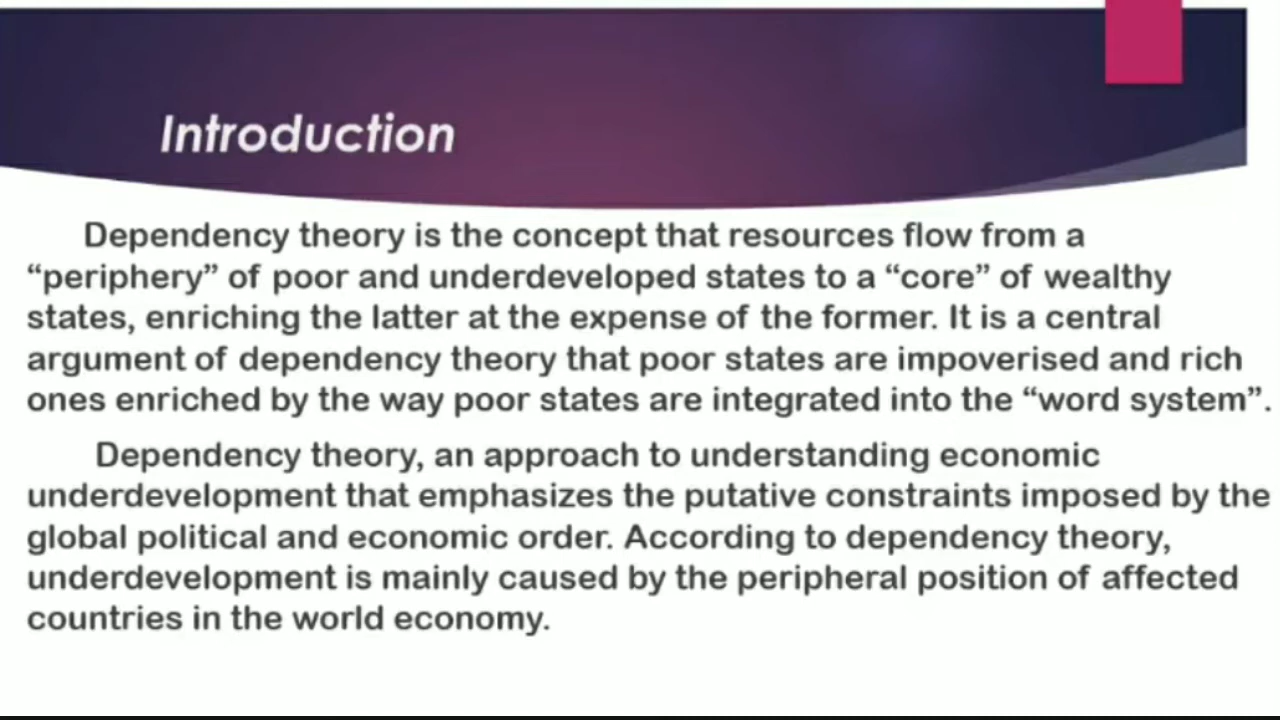 Introduction
Dependency theory is the concept that resources flow from a
“periphery” of poor and underdeveloped states to a “core” of wealthy
states, enriching the latter at the expense of the former. It is a central
argument of dependency theory that poor states are impoverised and rich
ones enriched by the way poor states are integrated into the “word system”.
Dependency theory, an approach to understanding economic
underdevelopment that emphasizes the putative constraints imposed by the
global political and economic order. According to dependency theory,
underdevelopment is mainly caused by the peripheral position of affected
countries in the world economy.